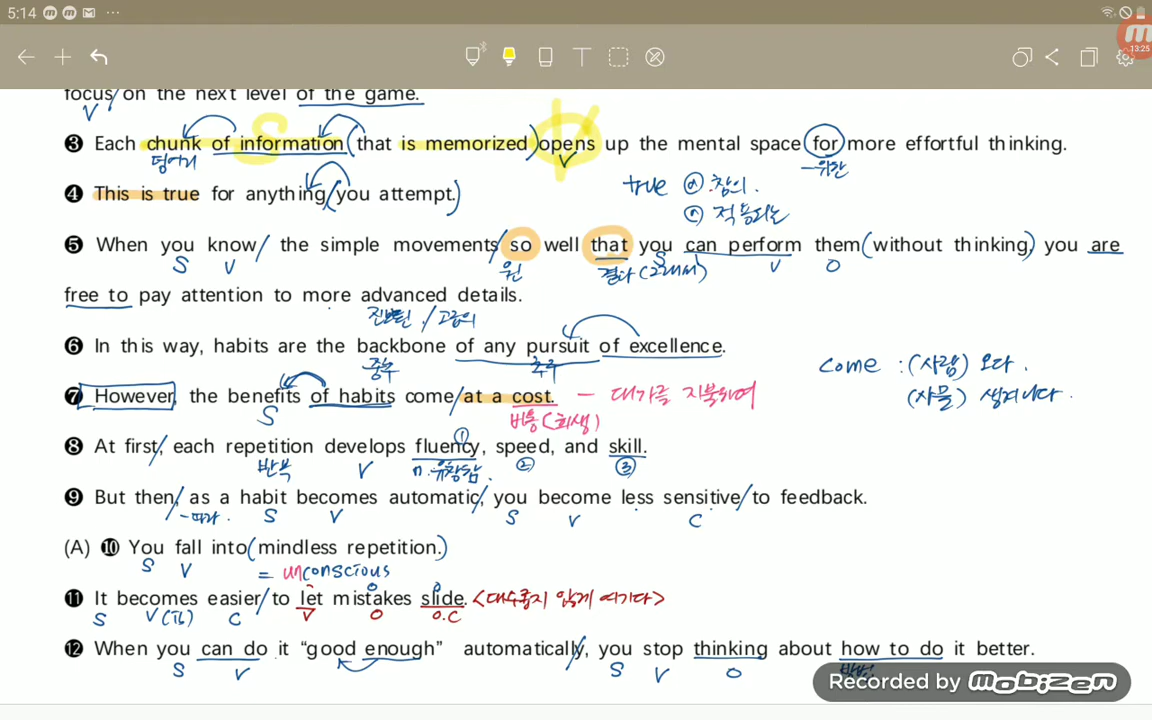 5:14
13:25
focus/ on the next level of the game.
V
S V
❸ Each chunk of information (that is memorized) opens up the mental space for more effortful thinking.
덩어리 V -위한
❹ This is true for anything (you attempt.)
true ⓐ 참의.
적용되는
❺ When you know/ the simple movements/ so well that you can perform them (without thinking,) you are
S V 원 결과(그래서) S V O
free to pay attention to more advanced details.
진보된 / 고급의
❻ In this way, habits are the backbone of any pursuit of excellence.
중추 추구
come : (사람) 오다.
(사물) 생겨나다.
❼ However, the benefits of habits come/ at a cost. - 대가를 지불하며
S 비용(희생)
❽ At first/ each repetition develops fluency, speed, and skill.
반복 V n. 유창함. ① ② ③
❾ But then/ as a habit becomes automatic/, you become less sensitive/ to feedback.
-따라. S V S V C
(A) ❿ You fall into (mindless repetition.)
S V = unconscious
⓫ It becomes easier/ to let mistakes slide. <대수롭지 않게 여기다>
S V C V O O.C
⓬ When you can do it “good enough” automatically, you stop thinking about how to do it better.
S V S V O
Recorded by mobizen